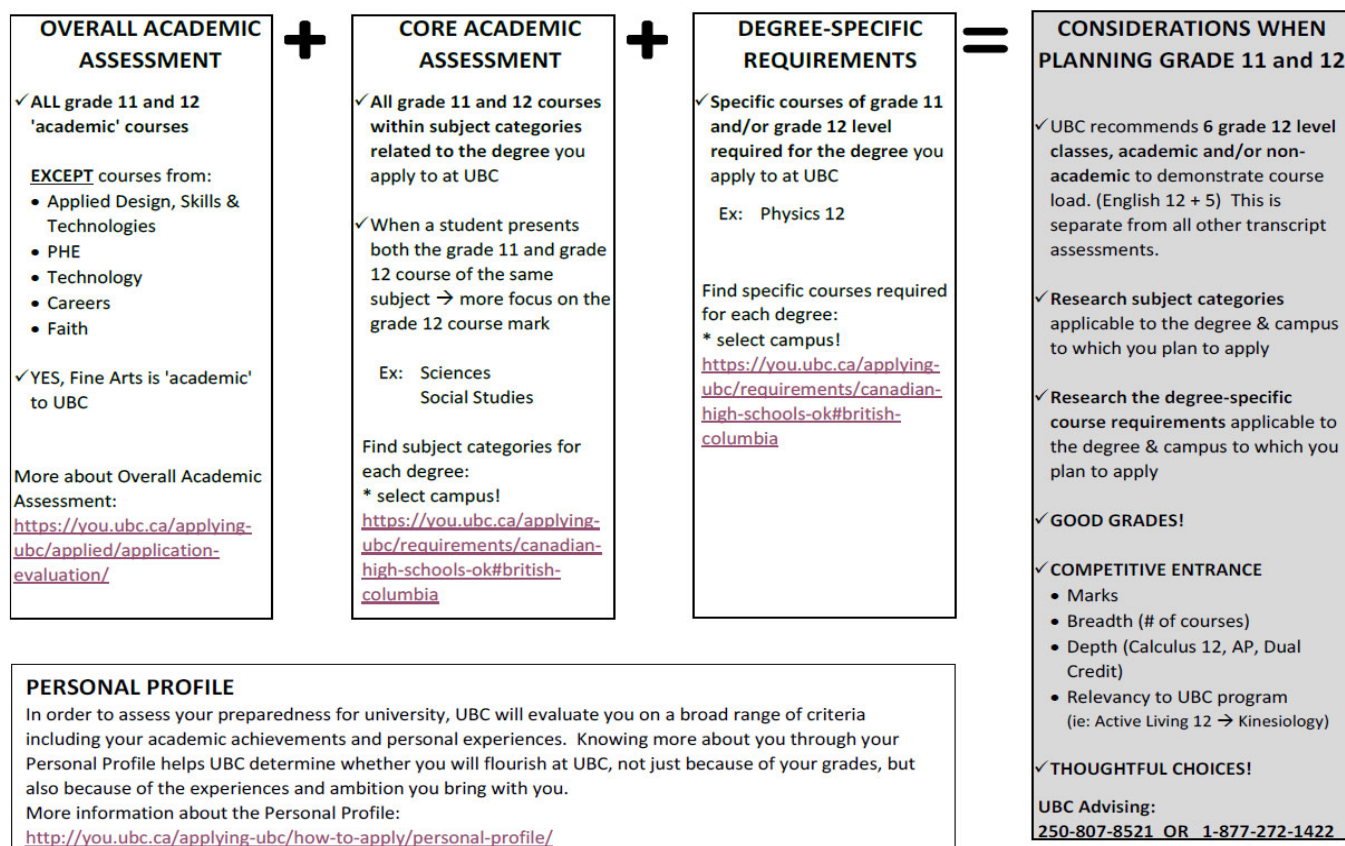 OVERALL ACADEMIC
ASSESSMENT
✓ ALL grade 11 and 12
'academic' courses
EXCEPT courses from:
• Applied Design, Skills &
Technologies
• PHE
• Technology
• Careers
• Faith
✓ YES, Fine Arts is 'academic'
to UBC
More about Overall Academic
Assessment:
https://you.ubc.ca/applying-
ubc/applied/application-
evaluation/
+
CORE ACADEMIC
ASSESSMENT
✓ All grade 11 and 12 courses
within subject categories
related to the degree you
apply to at UBC
✓ When a student presents
both the grade 11 and grade
12 course of the same
subject → more focus on the
grade 12 course mark
Ex: Sciences
Social Studies
Find subject categories for
each degree:
* select campus!
https://you.ubc.ca/applying-
ubc/requirements/canadian-
high-schools-ok#british-
columbia
+
DEGREE-SPECIFIC
REQUIREMENTS
✓ Specific courses of grade 11
and/or grade 12 level
required for the degree you
apply to at UBC
Ex: Physics 12
Find specific courses required
for each degree:
* select campus!
https://you.ubc.ca/applying-
ubc/requirements/canadian-
high-schools-ok#british-
columbia
=
CONSIDERATIONS WHEN
PLANNING GRADE 11 and 12
✓ UBC recommends 6 grade 12 level
classes, academic and/or non-
academic to demonstrate course
load. (English 12 + 5) This is
separate from all other transcript
assessments.
✓ Research subject categories
applicable to the degree & campus
to which you plan to apply
✓ Research the degree-specific
course requirements applicable to
the degree & campus to which you
plan to apply
✓ GOOD GRADES!
✓ COMPETITIVE ENTRANCE
• Marks
• Breadth (# of courses)
• Depth (Calculus 12, AP, Dual
Credit)
• Relevancy to UBC program
(ie: Active Living 12 → Kinesiology)
✓ THOUGHTFUL CHOICES!
UBC Advising:
250-807-8521 OR 1-877-272-1422
PERSONAL PROFILE
In order to assess your preparedness for university, UBC will evaluate you on a broad range of criteria
including your academic achievements and personal experiences. Knowing more about you through your
Personal Profile helps UBC determine whether you will flourish at UBC, not just because of your grades, but
also because of the experiences and ambition you bring with you.
More information about the Personal Profile:
http://you.ubc.ca/applying-ubc/how-to-apply/personal-profile/